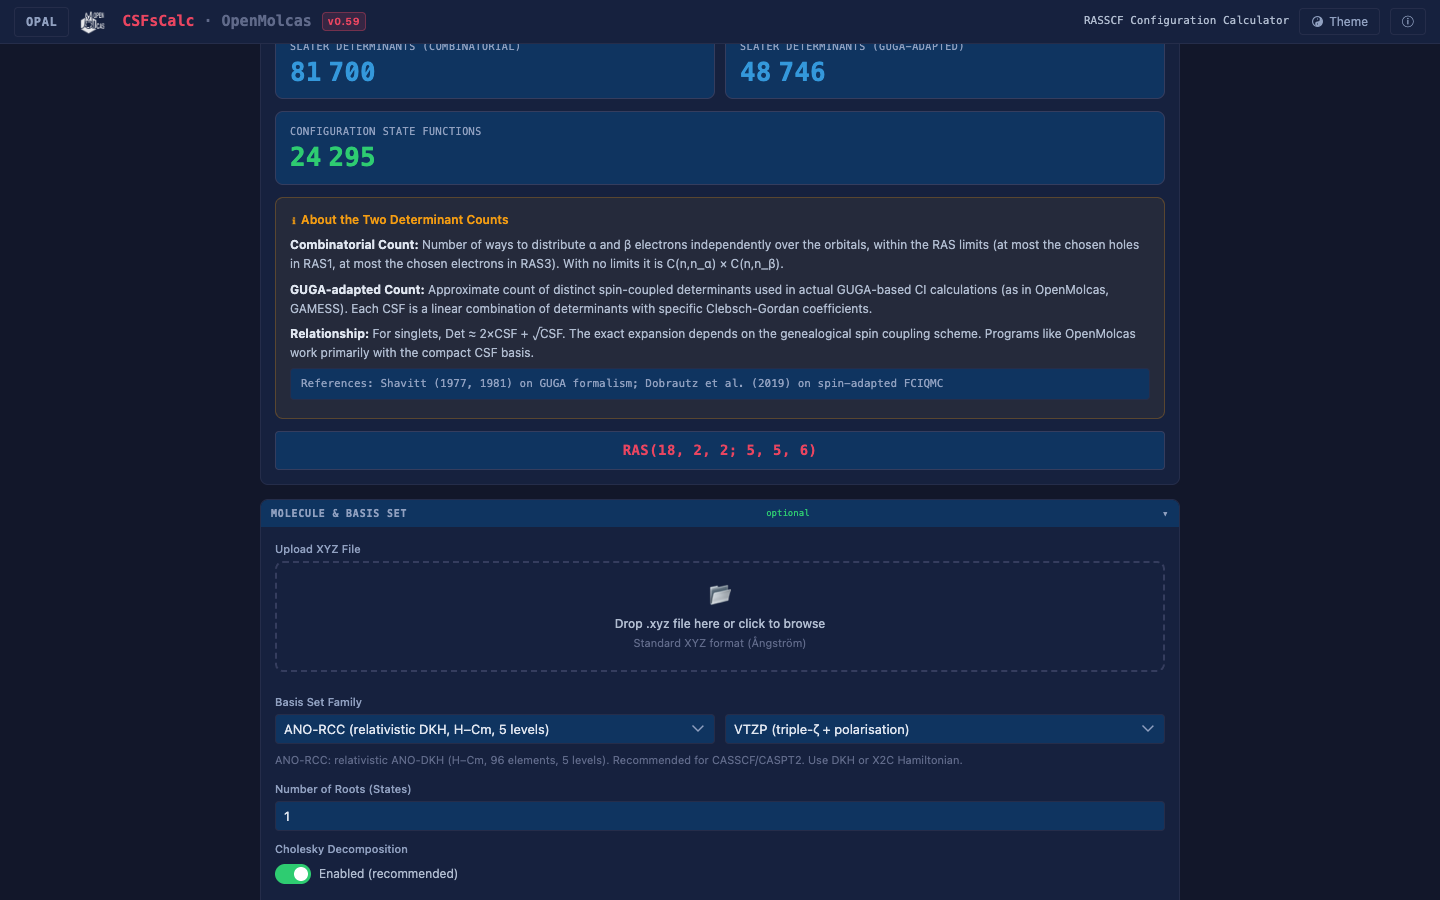 OPAL
OPEN
CAS
CSFsCalc · OpenMolcas v0.59
RASSCF Configuration Calculator
Theme
SLATER DETERMINANTS (COMBINATORIAL)
81 700
SLATER DETERMINANTS (GUGA-ADAPTED)
48 746
CONFIGURATION STATE FUNCTIONS
24 295
ℹ About the Two Determinant Counts
Combinatorial Count: Number of ways to distribute α and β electrons independently over the orbitals, within the RAS limits (at most the chosen holes
in RAS1, at most the chosen electrons in RAS3). With no limits it is C(n,n_α) × C(n,n_β).
GUGA-adapted Count: Approximate count of distinct spin-coupled determinants used in actual GUGA-based CI calculations (as in OpenMolcas,
GAMESS). Each CSF is a linear combination of determinants with specific Clebsch-Gordan coefficients.
Relationship: For singlets, Det ≈ 2×CSF + √CSF. The exact expansion depends on the genealogical spin coupling scheme. Programs like OpenMolcas
work primarily with the compact CSF basis.
References: Shavitt (1977, 1981) on GUGA formalism; Dobrautz et al. (2019) on spin-adapted FCIQMC
RAS(18, 2, 2; 5, 5, 6)
MOLECULE & BASIS SET
optional
Upload XYZ File
Drop .xyz file here or click to browse
Standard XYZ format (Ångström)
Basis Set Family
ANO-RCC (relativistic DKH, H–Cm, 5 levels)
VTZP (triple-ζ + polarisation)
ANO-RCC: relativistic ANO-DKH (H–Cm, 96 elements, 5 levels). Recommended for CASSCF/CASPT2. Use DKH or X2C Hamiltonian.
Number of Roots (States)
1
Cholesky Decomposition
Enabled (recommended)